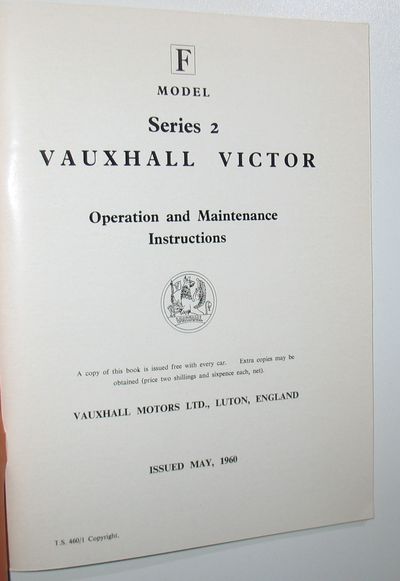 F
MODEL
Series 2
VAUXHALL VICTOR
Operation and Maintenance
Instructions
A copy of this book is issued free with every car. Extra copies may be
obtained (price two shillings and sixpence each, net).
VAUXHALL MOTORS LTD., LUTON, ENGLAND
ISSUED MAY, 1960
T.S. 460/1 Copyright.